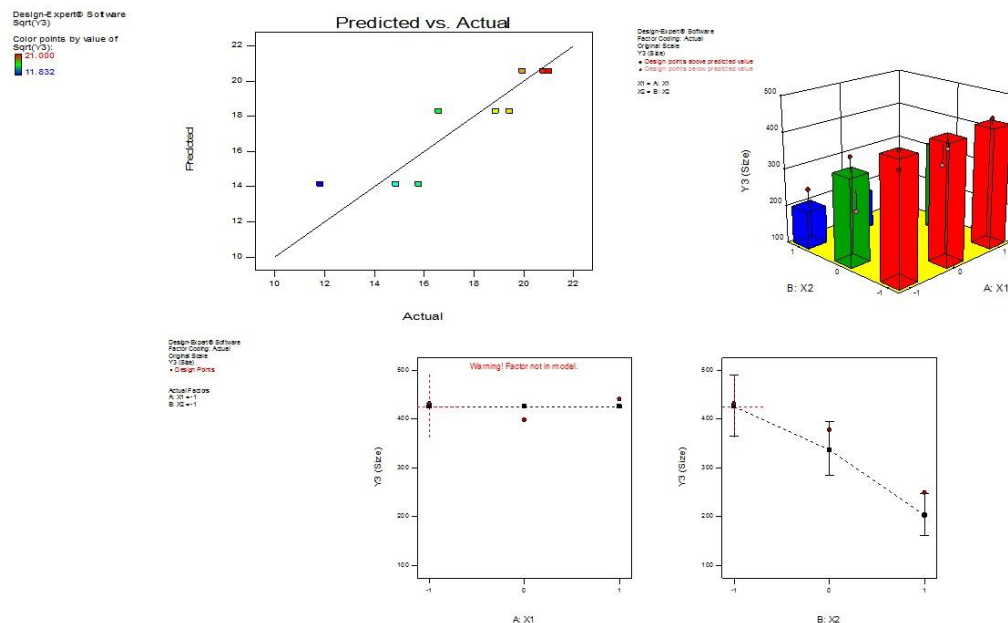 Design-Expert® Software
Sqrt(Y3)
Color points by value of
Sqrt(Y3):
21.000
11.832
Predicted vs. Actual
22
20
18
16
14
12
10
Predicted
10 12 14 16 18 20 22
Actual
Design-Expert® Software
Factor Coding: Actual
Original Scale
Y3 (Size)
Design points above predicted value
Design points below predicted value
X1 = A: X1
X2 = B: X2
500
400
300
200
100
Y3 (Size)
1 0 -1
-1 0 1
B: X2
A: X1
Design-Expert® Software
Factor Coding: Actual
Original Scale
Y3 (Size)
Design Points
Actual Factors
A: X1 = -1
B: X2 = -1
Warning! Factor not in model.
500
400
300
200
100
Y3 (Size)
-1 0 1
A: X1
500
400
300
200
100
Y3 (Size)
-1 0 1
B: X2